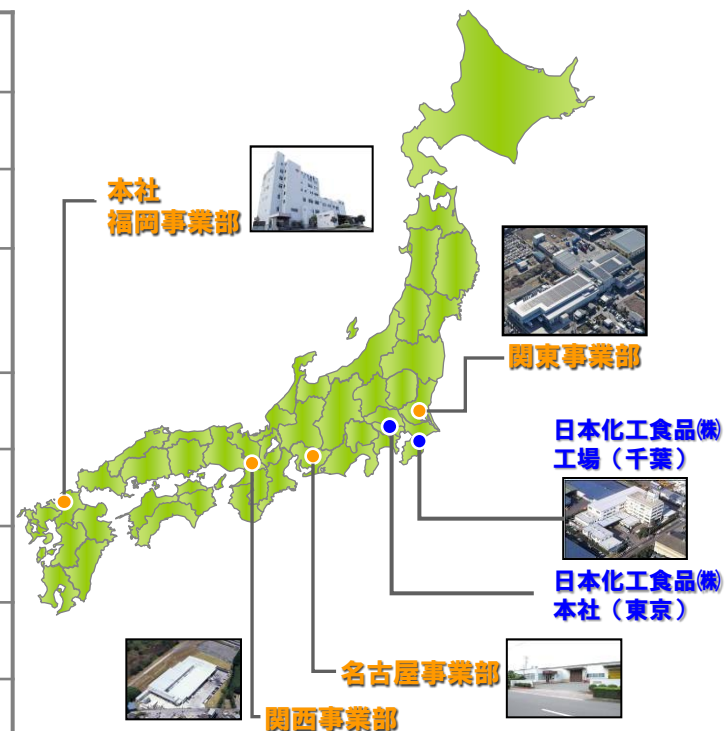 本社
福岡事業部
関東事業部
日本化工食品㈱
工場（千葉）
日本化工食品㈱
本社（東京）
名古屋事業部
関西事業部